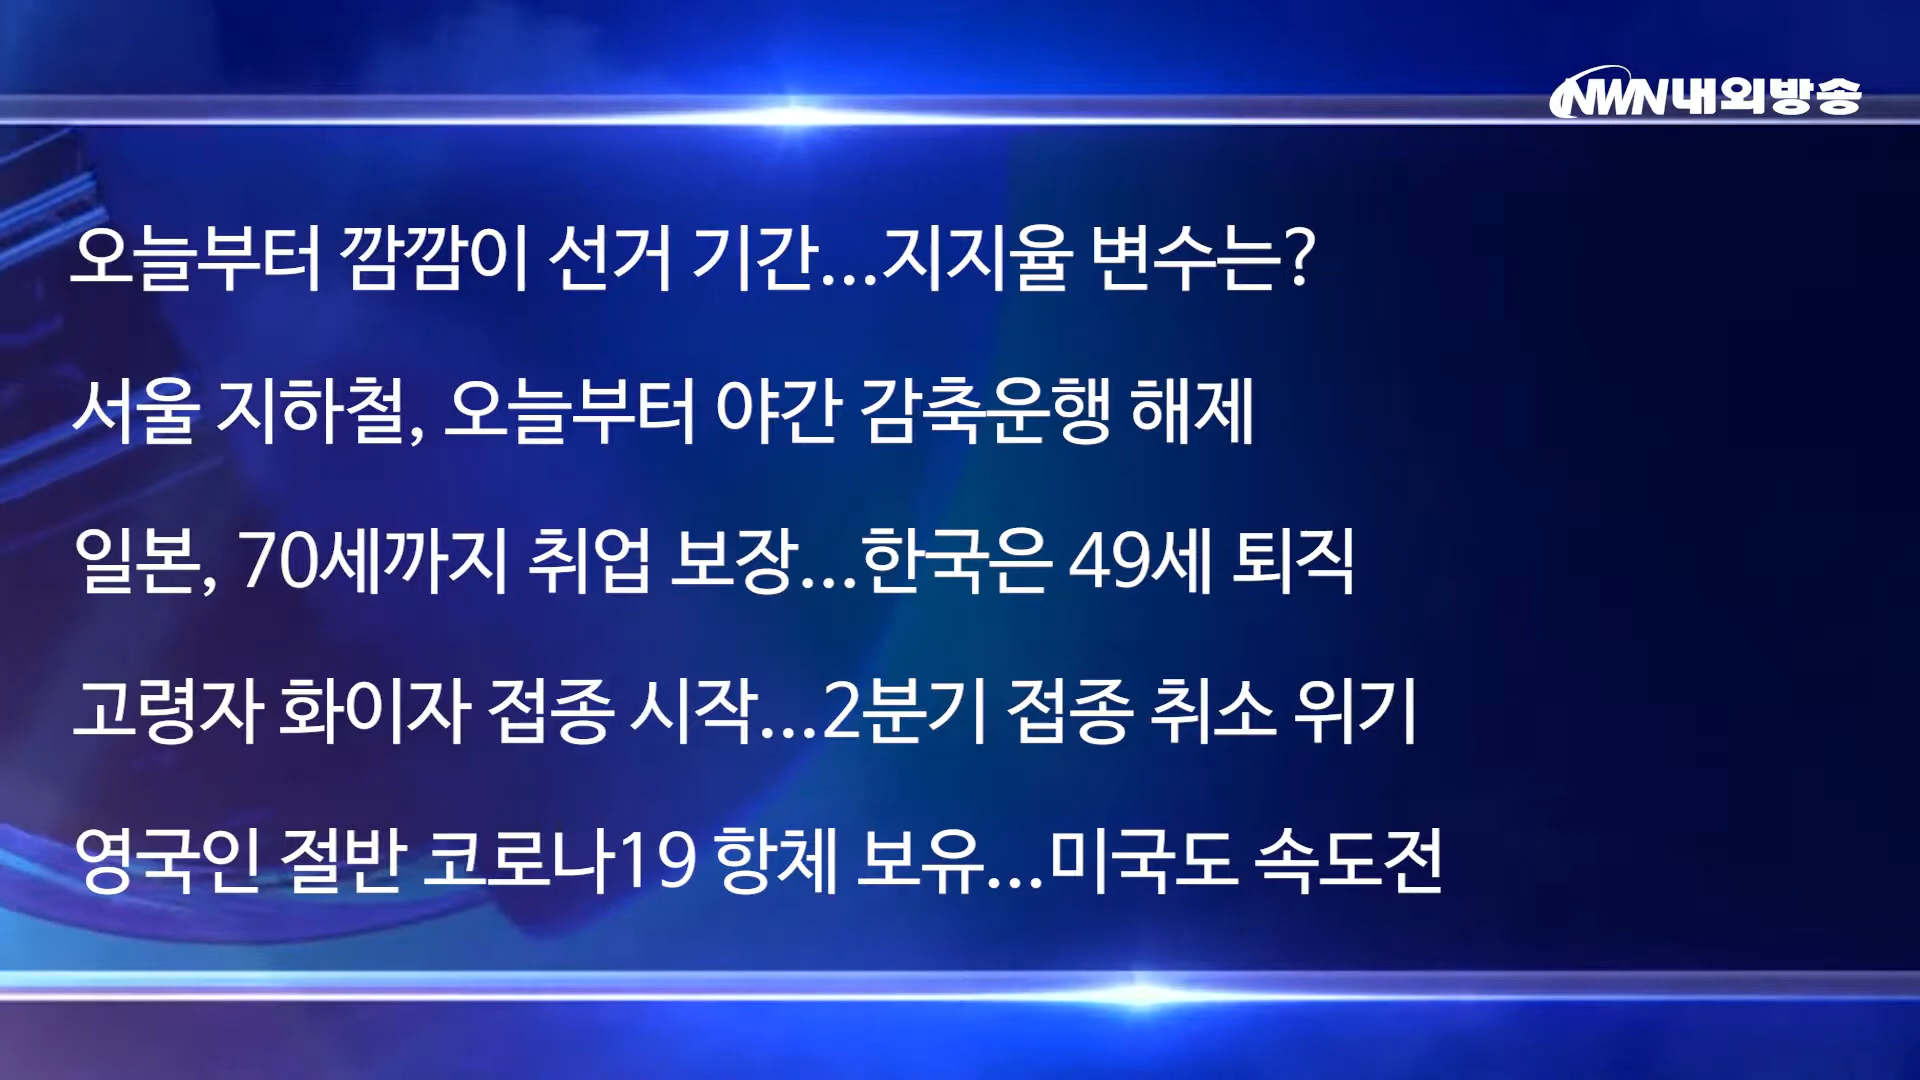 NWN내외방송
오늘부터 깜깜이 선거 기간...지지율 변수는?
서울 지하철, 오늘부터 야간 감축운행 해제
일본, 70세까지 취업 보장...한국은 49세 퇴직
고령자 화이자 접종 시작...2분기 접종 취소 위기
영국인 절반 코로나19 항체 보유...미국도 속도전